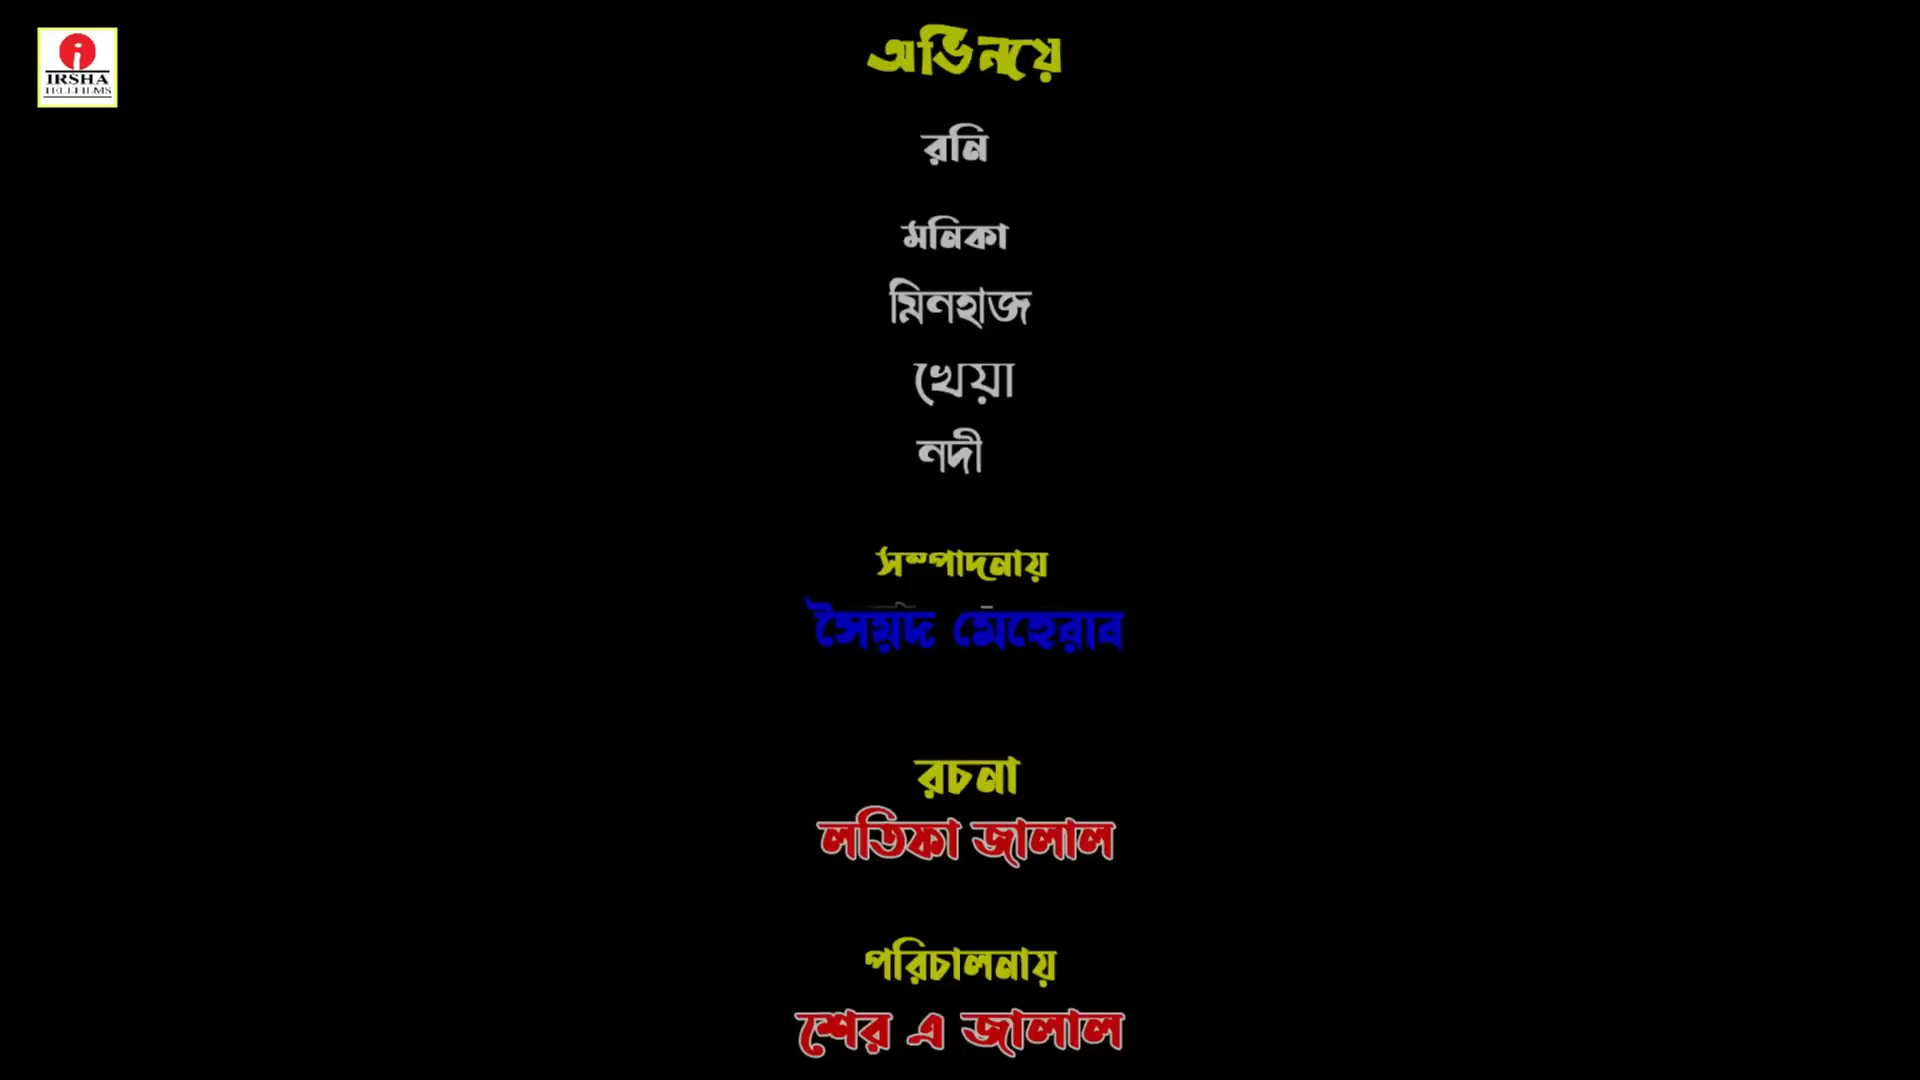 IRSHA
TELEFILMS
অভিনয়ে
রনি
মনিকা
মিনহাজ
খেয়া
নদী
সম্পাদনায়
সৈয়দ মেহেরাব
রচনা
লতিফা জালাল
পরিচালনায়
শের এ জালাল